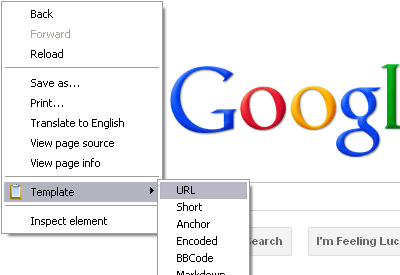 Back
Forward
Reload
Save as...
Print...
Translate to English
View page source
View page info
Template
Inspect element
URL
Short
Anchor
Encoded
BBCode
Markdown
Googl
earch
I'm Feeling Luc